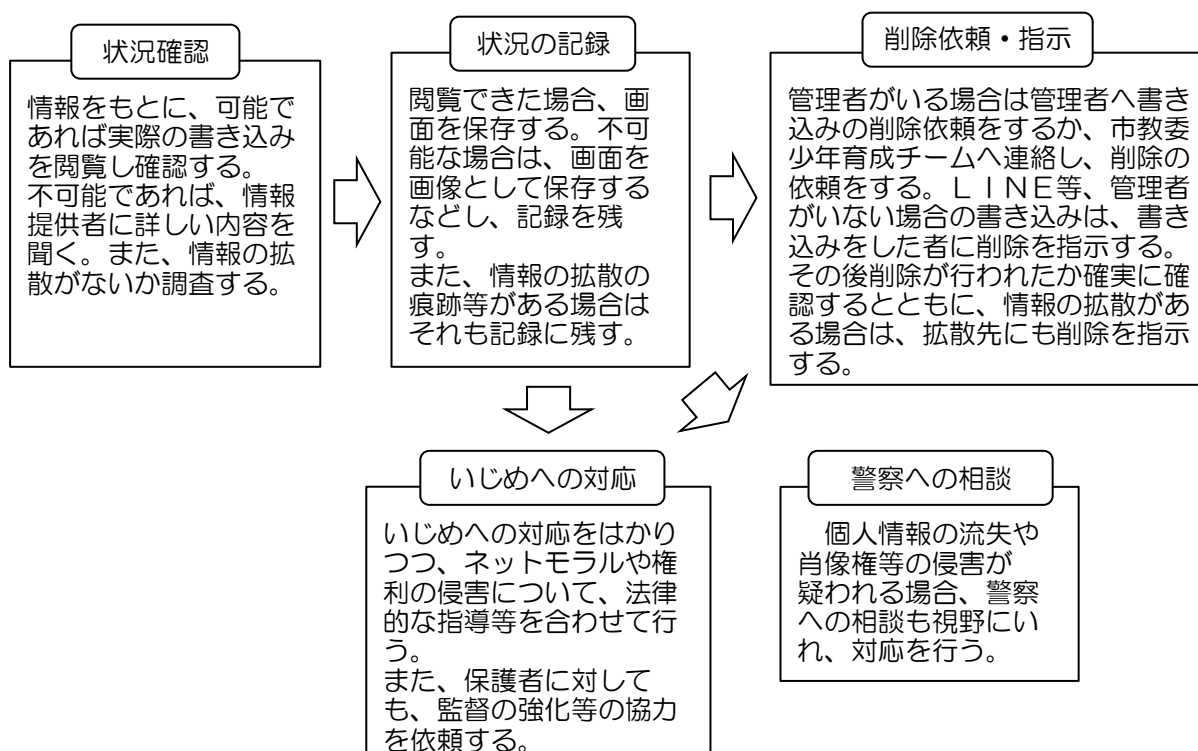 状況確認
情報をもとに、可能で
あれば実際の書き込み
を閲覧し確認する。
不可能であれば、情報
提供者に詳しい内容を
聞く。また、情報の拡
散がないか調査する。
状況の記録
閲覧できた場合、画
面を保存する。不可
能な場合は、画面を
画像として保存する
などし、記録を残
す。
また、情報の拡散の
痕跡等がある場合は
それも記録に残す。
削除依頼・指示
管理者がいる場合は管理者へ書き
込みの削除依頼をするか、市教委
少年育成チームへ連絡し、削除の
依頼をする。ＬＩＮＥ等、管理者
がいない場合の書き込みは、書き
込みをした者に削除を指示する。
その後削除が行われたか確実に確
認するとともに、情報の拡散があ
る場合は、拡散先にも削除を指示
する。
いじめへの対応
いじめへの対応をはかり
つつ、ネットモラルや権
利の侵害について、法律
的な指導等を合わせて行
う。
また、保護者に対して
も、監督の強化等の協力
を依頼する。
警察への相談
個人情報の流失や
肖像権等の侵害が
疑われる場合、警察
への相談も視野にい
れ、対応を行う。